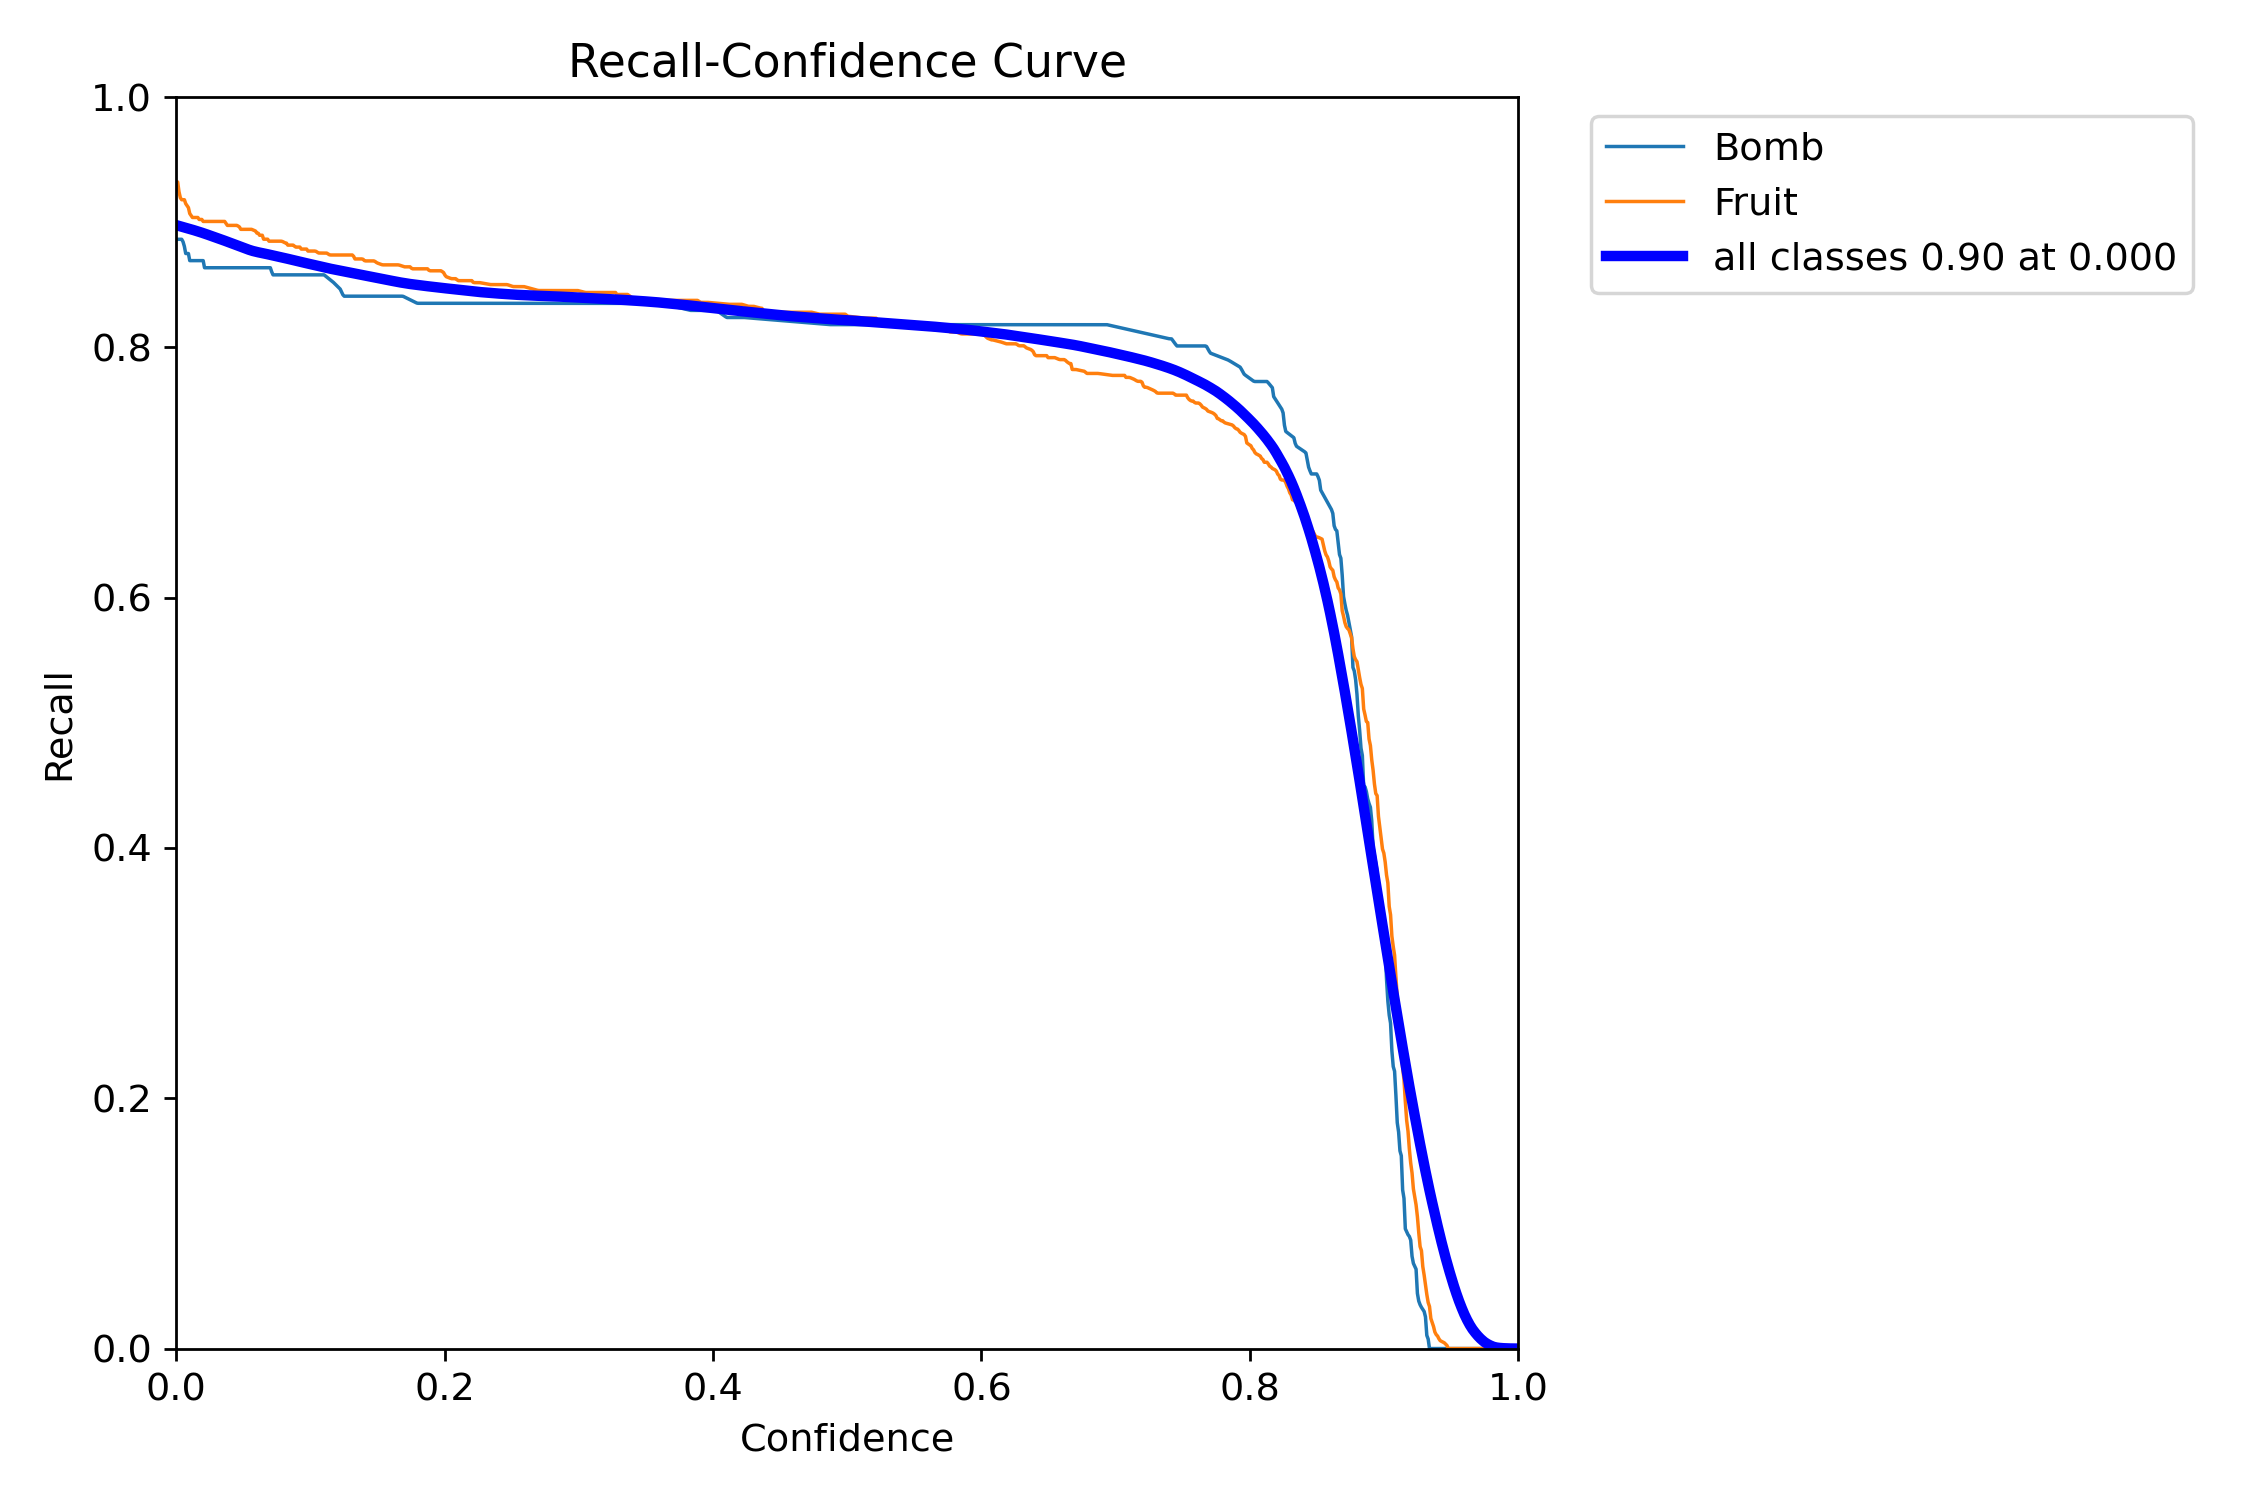 Recall-Confidence Curve
1.0
0.8
0.6
0.4
0.2
0.0
Recall
0.0 0.2 0.4 0.6 0.8 1.0
Confidence
Bomb
Fruit
all classes 0.90 at 0.000